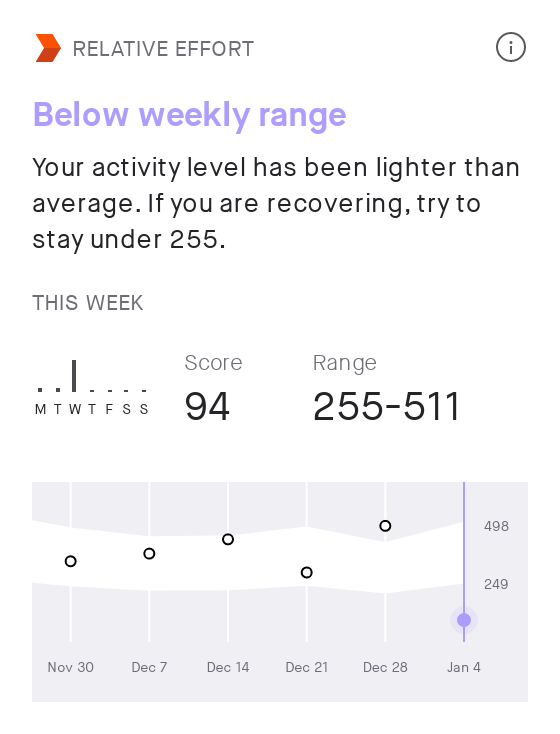 RELATIVE EFFORT
Below weekly range
Your activity level has been lighter than
average. If you are recovering, try to
stay under 255.
THIS WEEK
Score Range
94 255-511
M T W T F S S
498
249
Nov 30 Dec 7 Dec 14 Dec 21 Dec 28 Jan 4